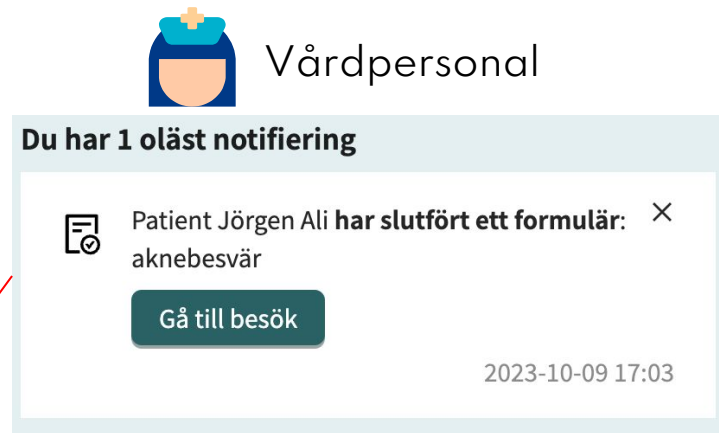 Vårdpersonal
Du har 1 oläst notifiering
Patient Jörgen Ali har slutfört ett formulär:
aknebesvär
Gå till besök
2023-10-09 17:03